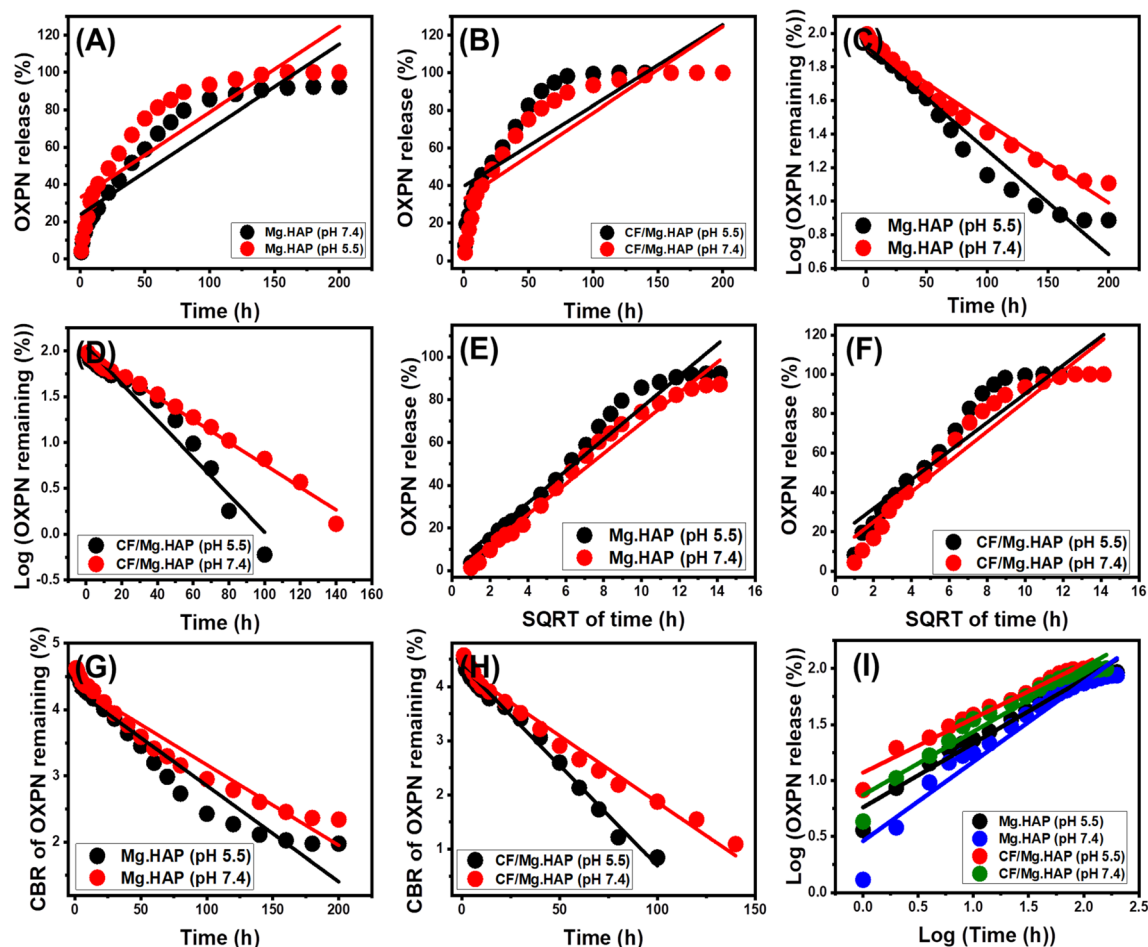 (A)
OXPN release (%)
120
100
80
60
40
20
0
Mg.HAP (pH 7.4)
Mg.HAP (pH 5.5)
0 50 100 150 200
Time (h)
(B)
OXPN release (%)
120
100
80
60
40
20
0
CF/Mg.HAP (pH 5.5)
CF/Mg.HAP (pH 7.4)
0 50 100 150 200
Time (h)
(C)
Log (OXPN remaining (%))
2.0
1.8
1.6
1.4
1.2
1.0
0.8
0.6
Mg.HAP (pH 5.5)
Mg.HAP (pH 7.4)
0 50 100 150 200
Time (h)
(D)
Log (OXPN remaining (%))
2.0
1.5
1.0
0.5
0.0
-0.5
CF/Mg.HAP (pH 5.5)
CF/Mg.HAP (pH 7.4)
0 20 40 60 80 100 120 140 160
Time (h)
(E)
OXPN release (%)
100
80
60
40
20
0
Mg.HAP (pH 5.5)
Mg.HAP (pH 7.4)
0 2 4 6 8 10 12 14 16
SQRT of time (h)
(F)
OXPN release (%)
120
100
80
60
40
20
0
CF/Mg.HAP (pH 5.5)
CF/Mg.HAP (pH 7.4)
0 2 4 6 8 10 12 14 16
SQRT of time (h)
(G)
CBR of OXPN remaining (%)
5
4
3
2
Mg.HAP (pH 5.5)
Mg.HAP (pH 7.4)
0 50 100 150 200
Time (h)
(H)
CBR of OXPN remaining (%)
4
3
2
1
0
CF/Mg.HAP (pH 5.5)
CF/Mg.HAP (pH 7.4)
0 50 100 150
Time (h)
(I)
Log (OXPN release (%))
2.0
1.5
1.0
0.5
0.0
Mg.HAP (pH 5.5)
Mg.HAP (pH 7.4)
CF/Mg.HAP (pH 5.5)
CF/Mg.HAP (pH 7.4)
0.0 0.5 1.0 1.5 2.0 2.5
Log (Time (h))